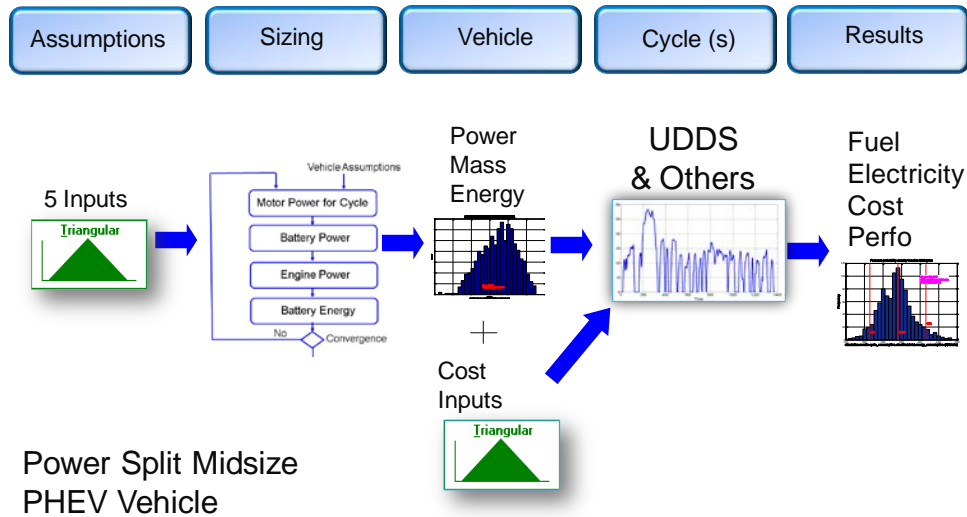 Assumptions
Sizing
Vehicle
Cycle (s)
Results
5 Inputs
Triangular
Vehicle Assumptions
Motor Power for Cycle
Battery Power
Engine Power
Battery Energy
No
Convergence
Power
Mass
Energy
+
Cost
Inputs
Triangular
UDDS
& Others
Fuel
Electricity
Cost
Perfo
Power Split Midsize
PHEV Vehicle